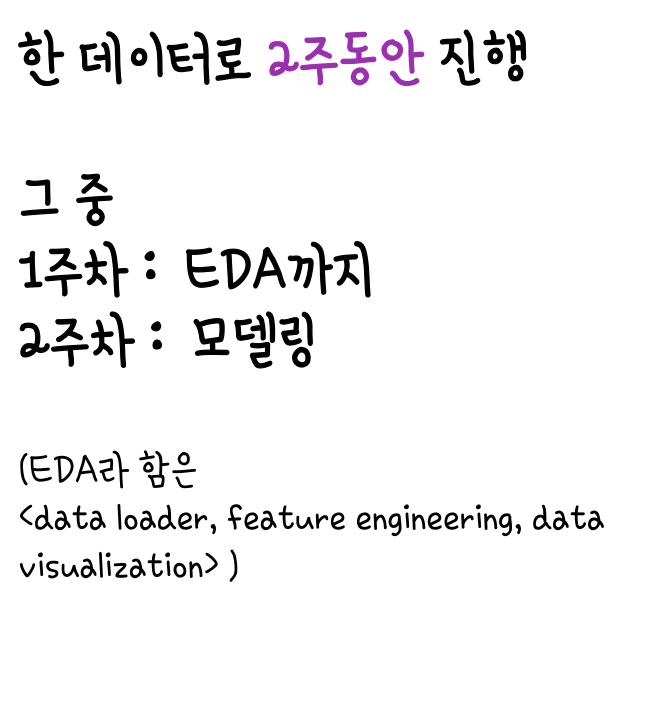 한 데이터로 2주동안 진행
그 중
1주차 : EDA까지
2주차 : 모델링
(EDA라 함은
<data loader, feature engineering, data
visualization> )